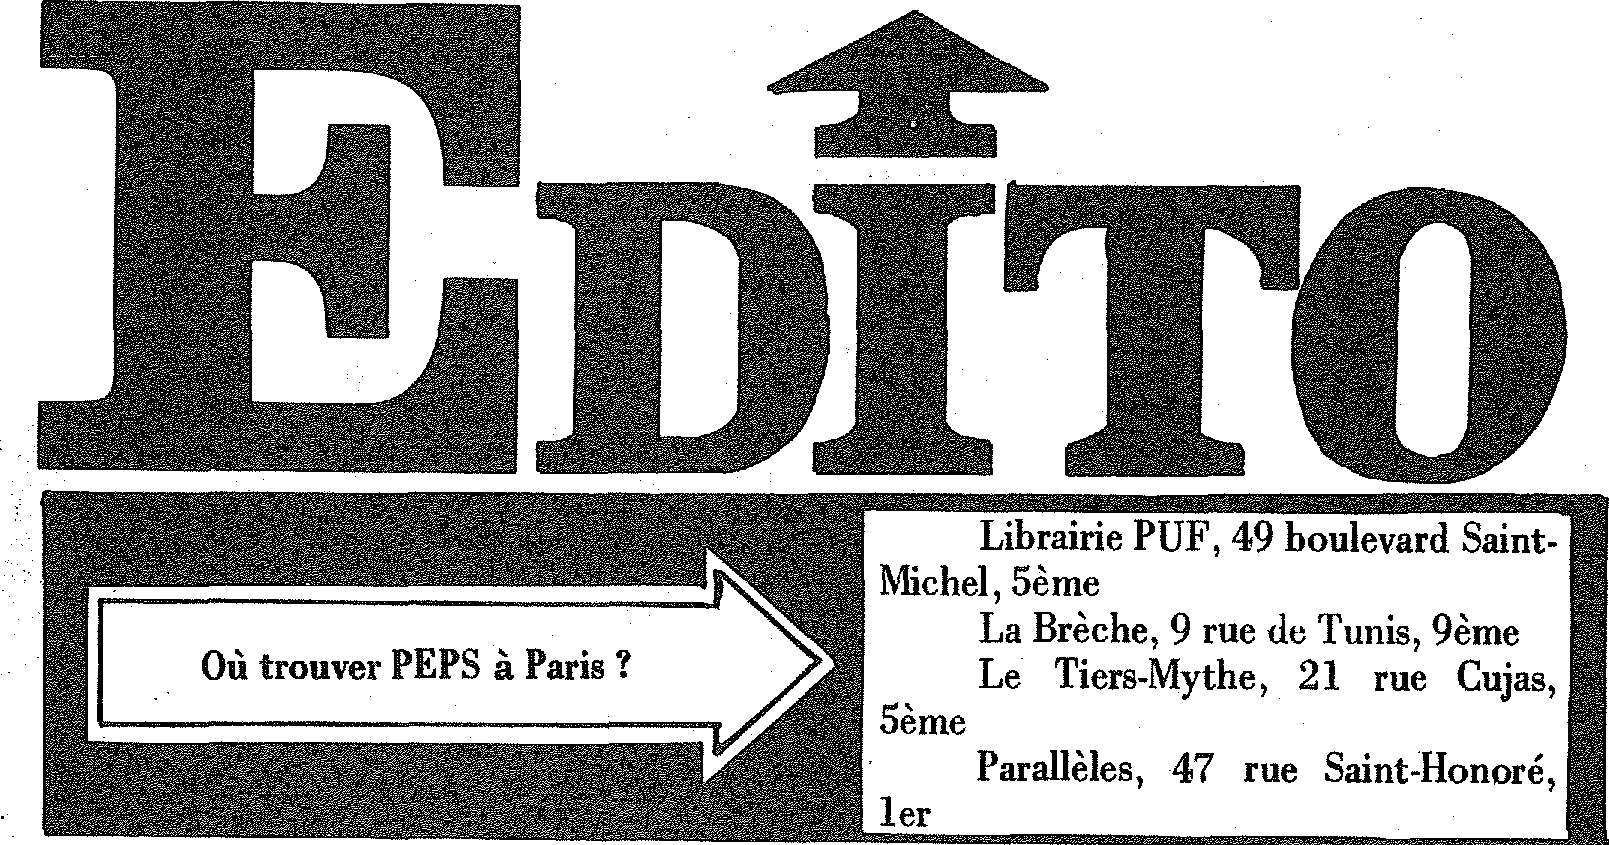 EDITO
Où trouver PEPS à Paris ?
Librairie PUF, 49 boulevard Saint-
Michel, 5ème
La Brèche, 9 rue de Tunis, 9ème
Le Tiers-Mythe, 21 rue Cujas,
5ème
Parallèles, 47 rue Saint-Honoré,
1er